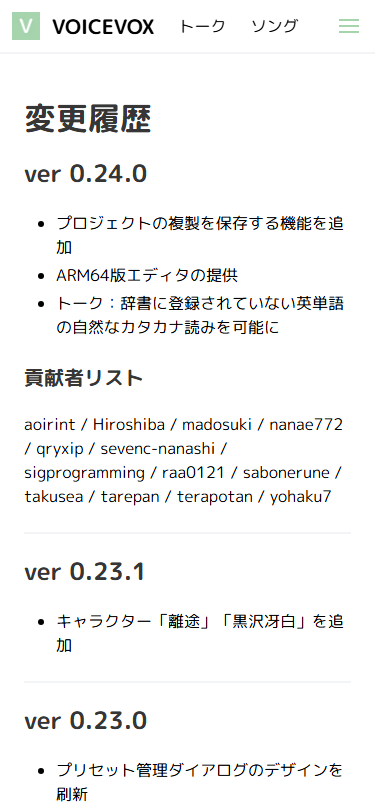 V VOICEVOX トーク ソング
変更履歴
ver 0.24.0
• プロジェクトの複製を保存する機能を追
加
• ARM64版エディタの提供
• トーク：辞書に登録されていない英単語
の自然なカタカナ読みを可能に
貢献者リスト
aoirint / Hiroshiba / madosuki / nanae772
/ qryxip / sevenc-nanashi /
sigprogramming / raa0121 / sabonerune /
takusea / tarepan / terapotan / yohaku7
ver 0.23.1
• キャラクター「離途」「黒沢冴白」を追
加
ver 0.23.0
• プリセット管理ダイアログのデザインを
刷新